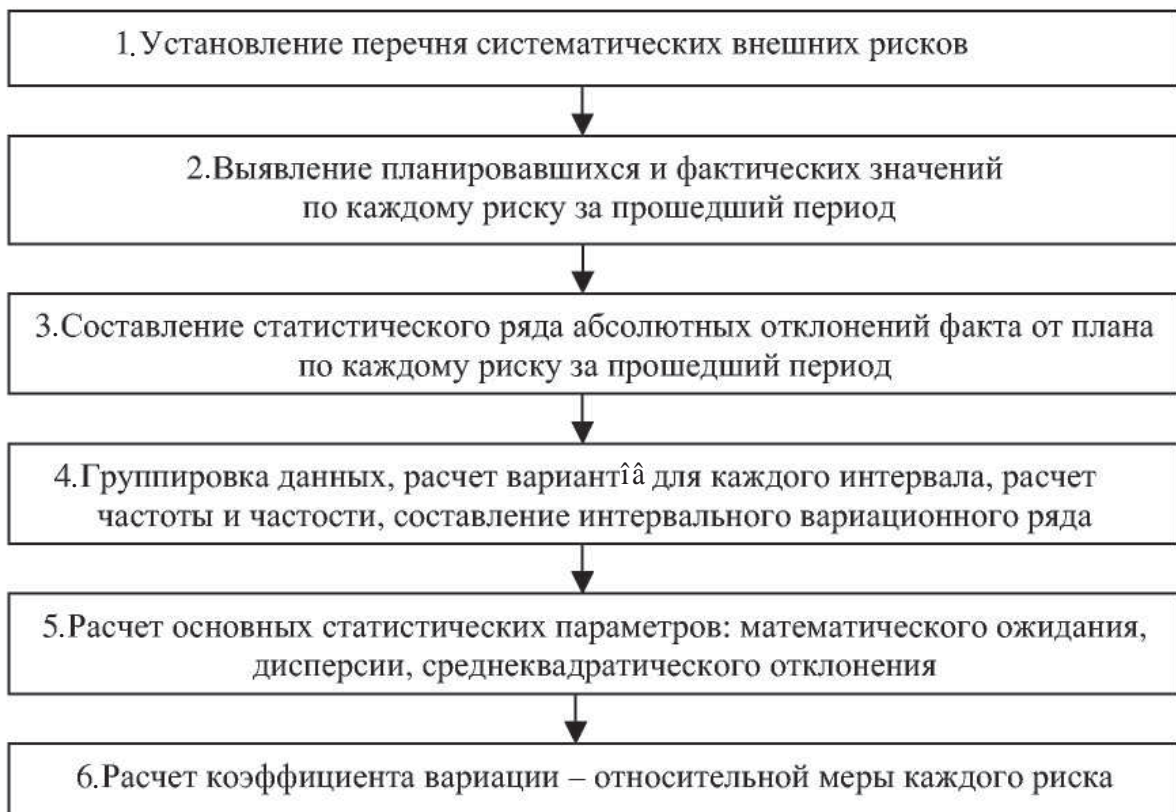 1.Установление перечня систематических внешних рисков
2.Выявление планировавшихся и фактических значений
по каждому риску за прошедший период
3.Составление статистического ряда абсолютных отклонений факта от плана
по каждому риску за прошедший период
4.Группировка данных, расчет вариантîâ для каждого интервала, расчет
частоты и частости, составление интервального вариационного ряда
5.Расчет основных статистических параметров: математического ожидания,
дисперсии, среднеквадратического отклонения
6.Расчет коэффициента вариации – относительной меры каждого риска